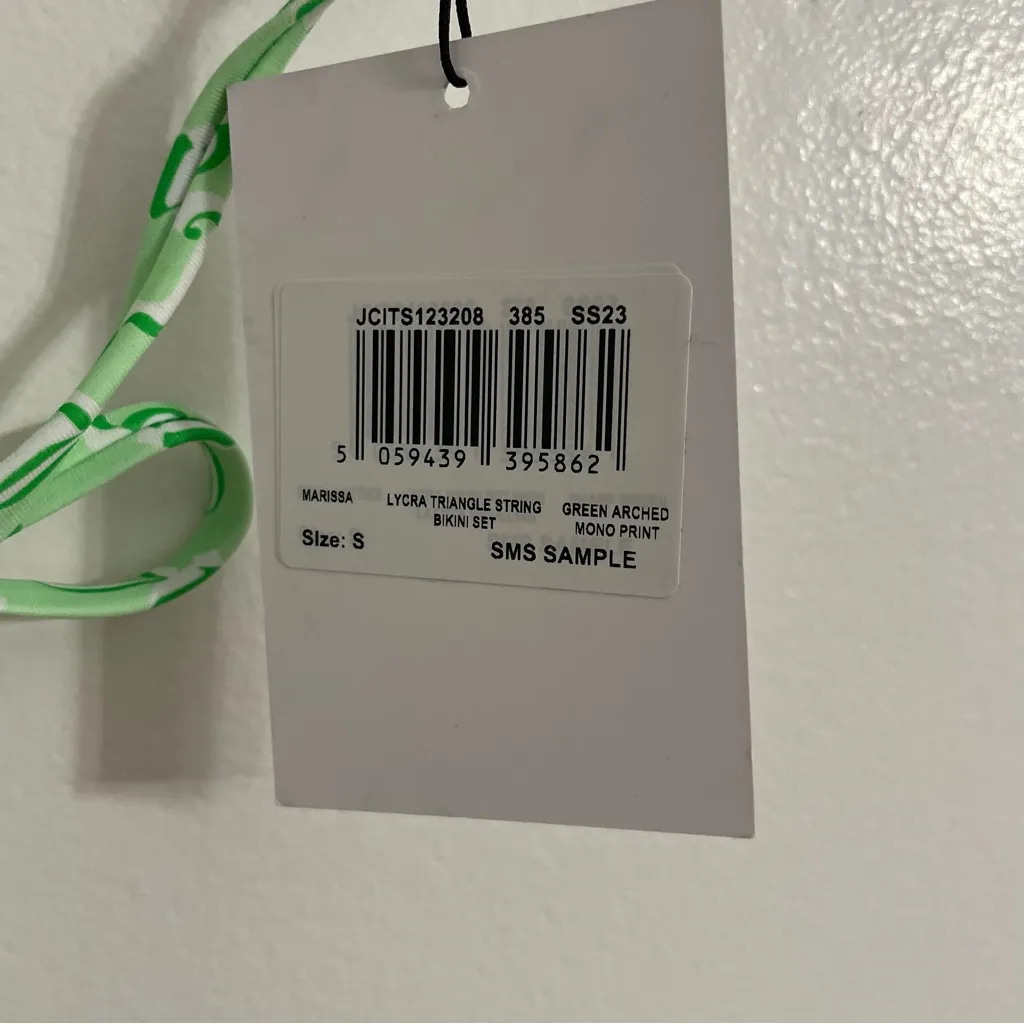 JCITS123208 385 SS23
5 059439 395862
MARISSA LYCRA TRIANGLE STRING BIKINI SET GREEN ARCHED MONO PRINT
Size: S SMS SAMPLE